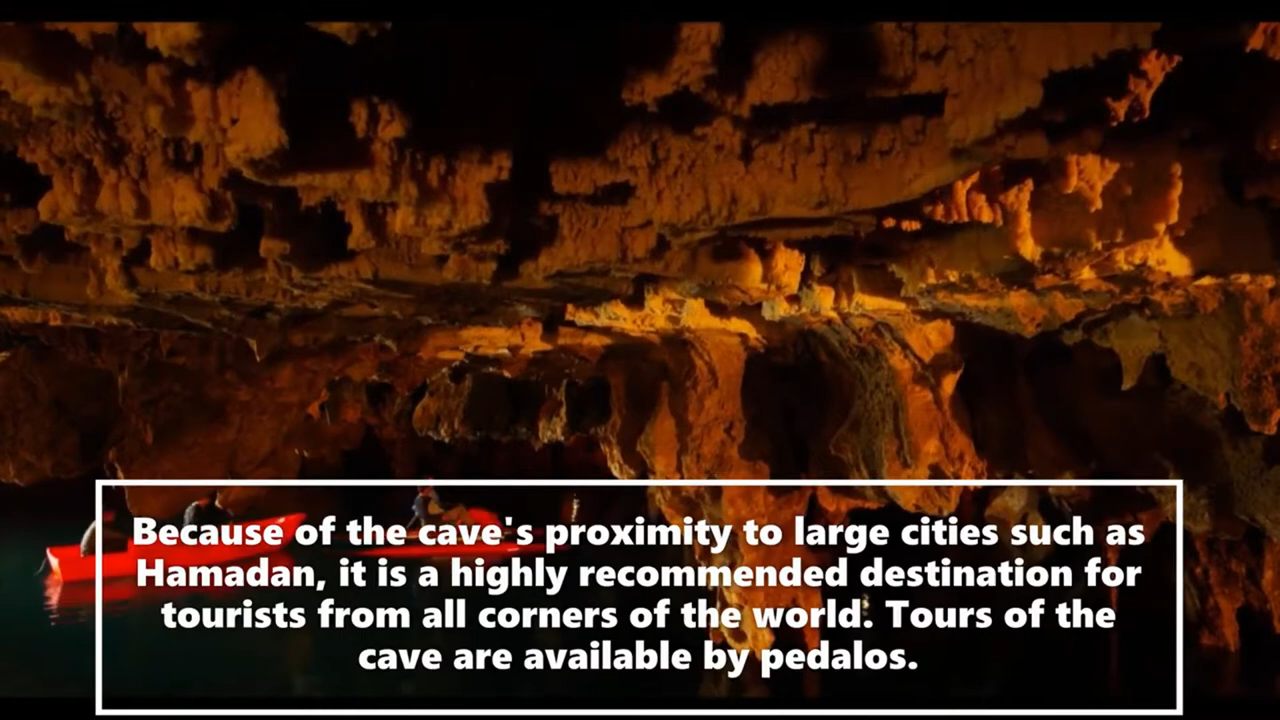 Because of the cave's proximity to large cities such as
Hamadan, it is a highly recommended destination for
tourists from all corners of the world. Tours of the
cave are available by pedalos.